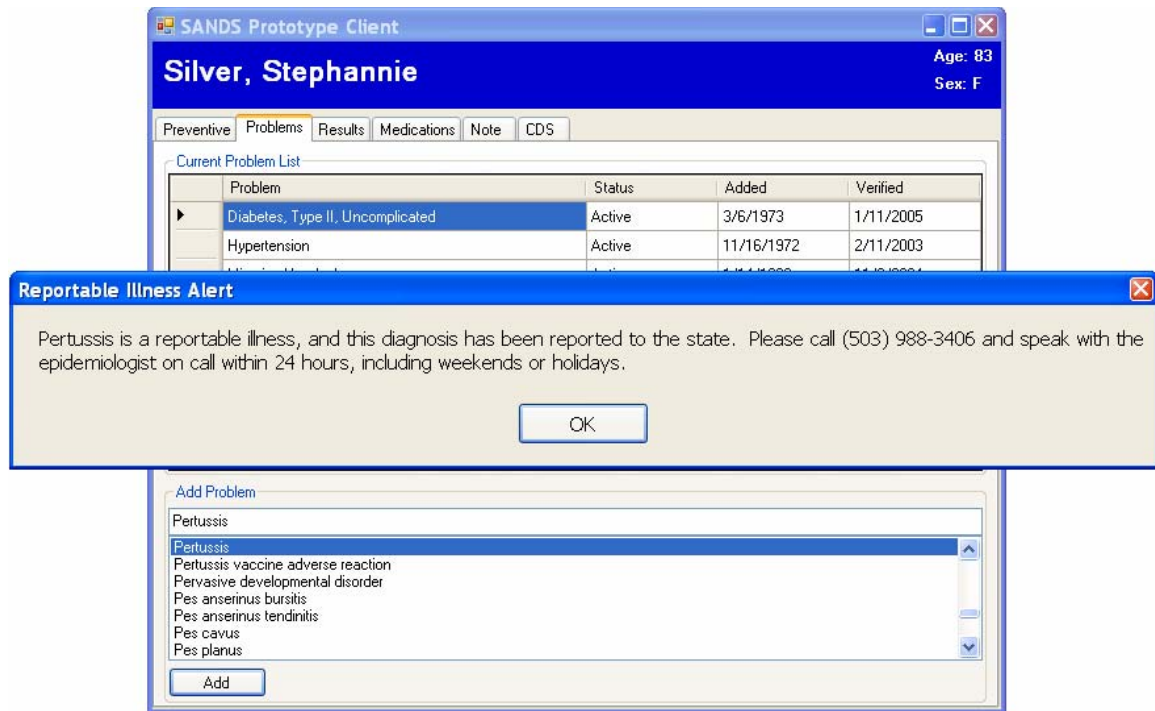 SANDS Prototype Client
Silver, Stephannie
Age: 83
Sex: F
Preventive Problems Results Medications Note CDS
Current Problem List
Problem Status Added Verified
Diabetes, Type II, Uncomplicated Active 3/6/1973 1/11/2005
Hypertension Active 11/16/1972 2/11/2003
Reportable Illness Alert
Pertussis is a reportable illness, and this diagnosis has been reported to the state. Please call (503) 988-3406 and speak with the
epidemiologist on call within 24 hours, including weekends or holidays.
OK
Add Problem
Pertussis
Pertussis
Pertussis vaccine adverse reaction
Pervasive developmental disorder
Pes anserinus bursitis
Pes anserinus tendinitis
Pes cavus
Pes planus
Add